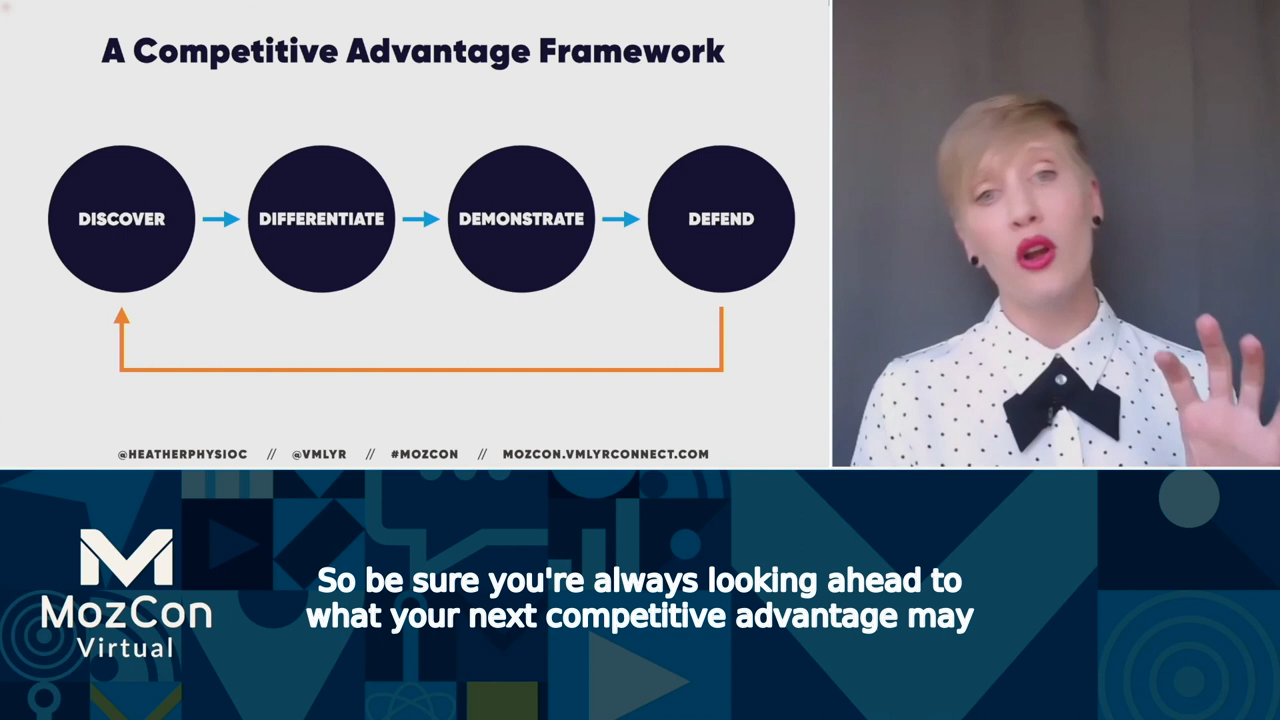 A Competitive Advantage Framework
DISCOVER
DIFFERENTIATE
DEMONSTRATE
DEFEND
@HEATHERPHYSIOC // @VMLYR // #MOZCON // MOZCON.VMLYRCONNECT.COM
MozCon
Virtual
So be sure you're always looking ahead to
what your next competitive advantage may